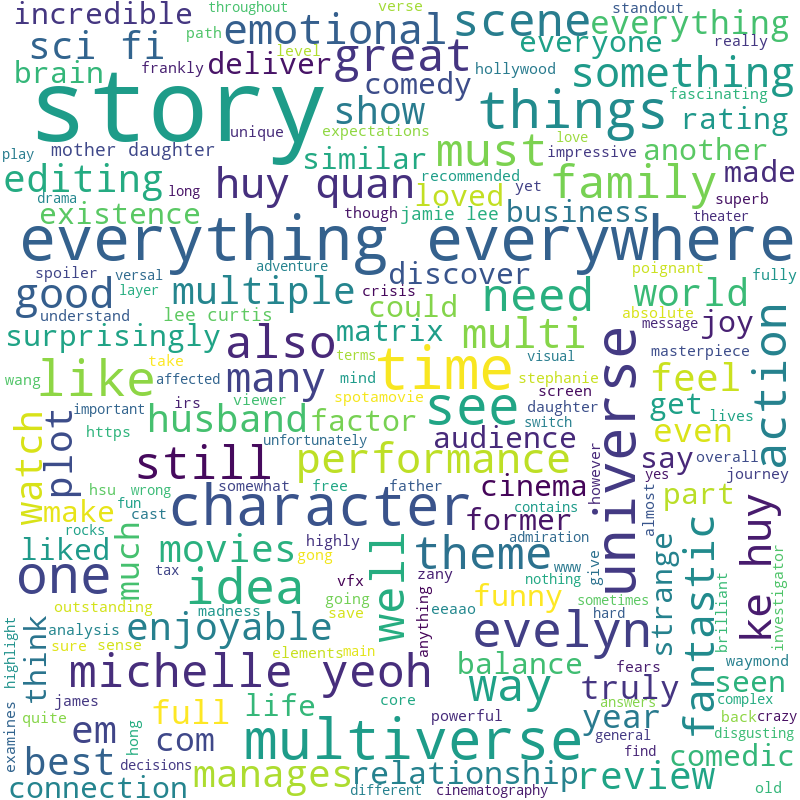 incredible
throughout
verse
path
emotional
scene
standout
everything
sci fi
really
everyone
level
great
hollywood
brain
frankly
deliver
something
comedy
fascinating
story
show
things
rating
unique
expectations
love
play
mother daughter
similar
must
impressive
another
editing
drama
long
huy quan
recommended
loved
yet
family
made
superb
existence
though
jamie lee
business
theater
everything everywhere
spoiler
versal
adventure
discover
poignant
fully
good
layer
multiple
crisis
need
world
understand
lee curtis
could
absolute
surprisingly
also
matrix
multi
message
joy
terms
visual
masterpiece
wang
like
take
affected
many
mind
time
stephanie
universe
feel
action
irs
viewer
spotamovie
screen
daughter
see
switch
get
lives
important
https
husband
factor
watch
plot
unfortunately
audience
even
still
performance
say
overall
however
yes
journey
hsu
wrong
somewhat
free
father
cinema
contains
part
make
fun
cast
character
former
almost
rocks
admiration
liked
much
movies
highly
gong
well
theme
www
give
strange
fantastic
ke huy
one
tax
vfx
zany
nothing
idea
going
anything
eeaao
funny
sometimes
brilliant
investigator
outstanding
madness
save
hard
think
analysis
enjoyable
evelyn
highlight
sure
sense
elements
main
balance
waymond
michelle yeoh
fears
seen
james
life
core
way
truly
answers
complex
quite
full
powerful
year
back
crazy
examines
em
com
hong
multiverse
general
disgusting
best
decisions
find
comedic
connection
manages
relationship
review
different
cinematography
old